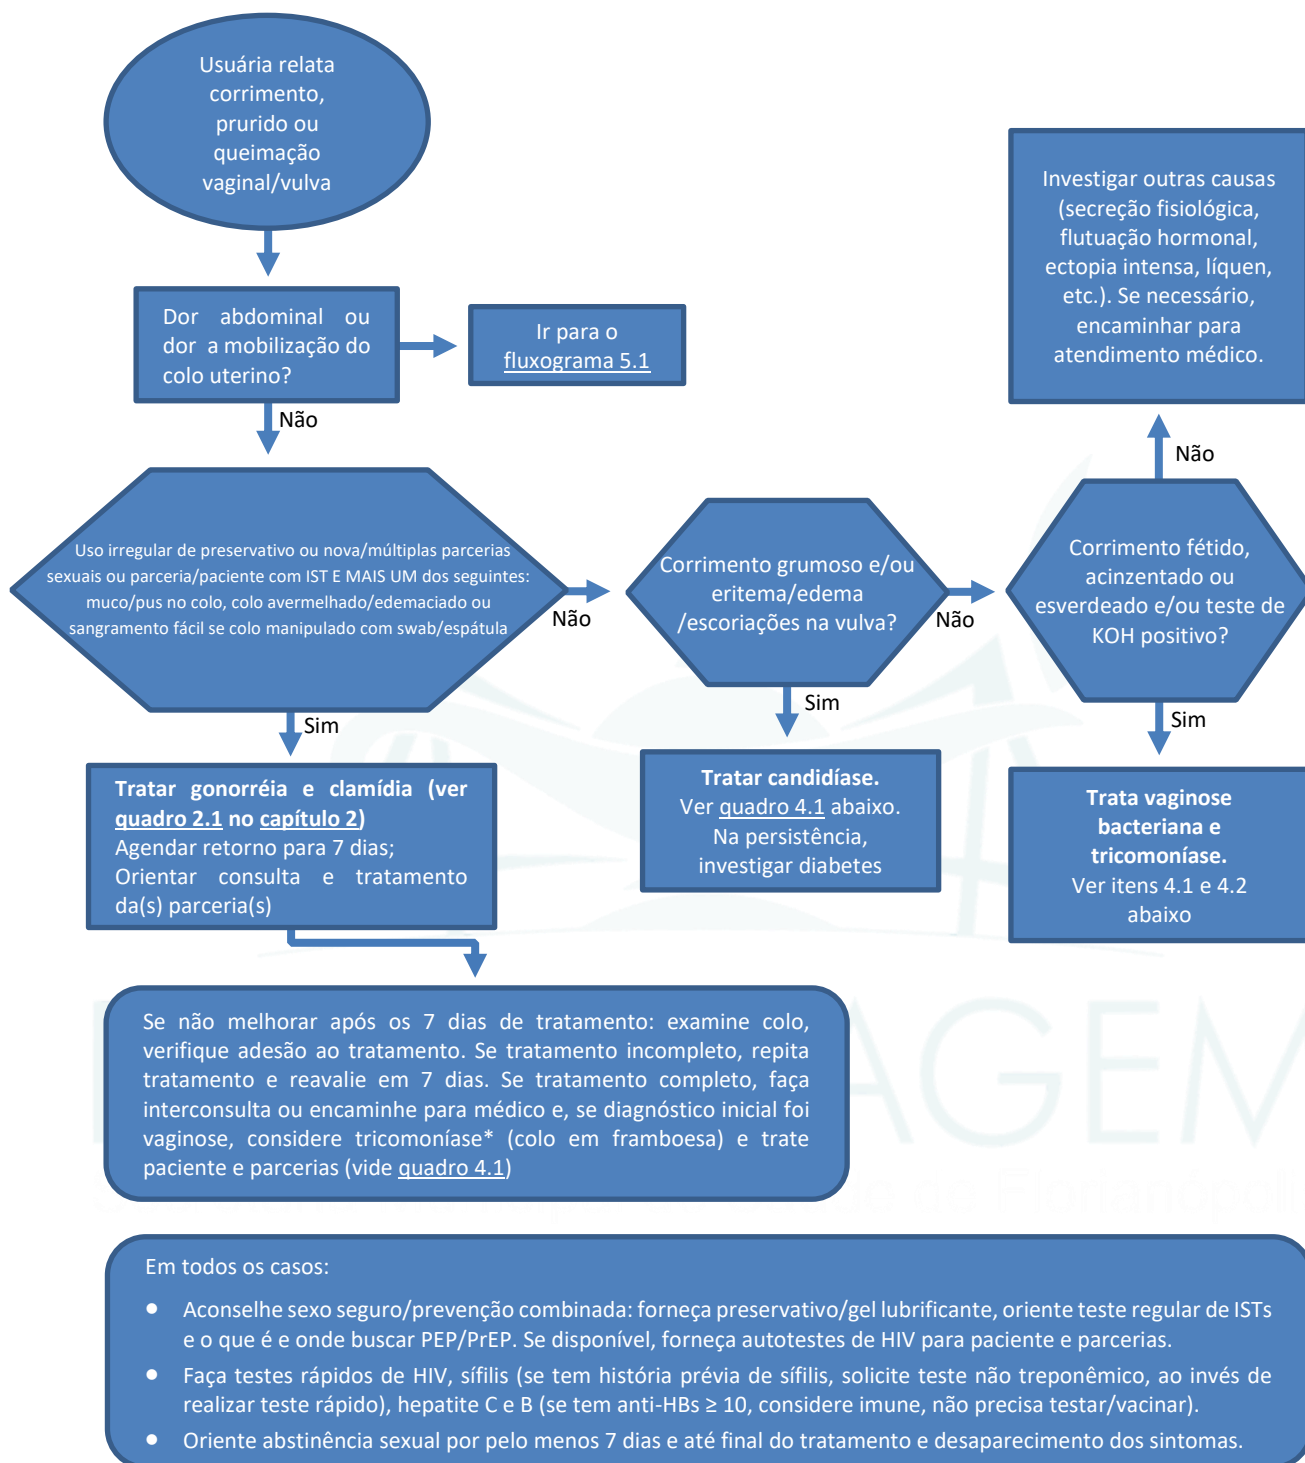 Usuária relata
corrimento,
prurido ou
queimação
vaginal/vulva
Dor abdominal ou
dor a mobilização do
colo uterino?
Ir para o
fluxograma 5.1
Não
Uso irregular de preservativo ou nova/múltiplas parcerias
sexuais ou parceria/paciente com IST E MAIS UM dos seguintes:
muco/pus no colo, colo avermelhado/edemaciado ou
sangramento fácil se colo manipulado com swab/espátula
Não
Corrimento grumoso e/ou
eritema/edema
/escoriações na vulva?
Não
Corrimento fétido,
acinzentado ou
esverdeado e/ou teste de
KOH positivo?
Não
Investigar outras causas
(secreção fisiológica,
flutuação hormonal,
ectopia intensa, líquen,
etc.). Se necessário,
encaminhar para
atendimento médico.
Sim
Tratar gonorréia e clamídia (ver
quadro 2.1 no capítulo 2)
Agendar retorno para 7 dias;
Orientar consulta e tratamento
da(s) parceria(s)
Sim
Tratar candidíase.
Ver quadro 4.1 abaixo.
Na persistência,
investigar diabetes
Sim
Trata vaginose
bacteriana e
tricomoníase.
Ver itens 4.1 e 4.2
abaixo
Se não melhorar após os 7 dias de tratamento: examine colo,
verifique adesão ao tratamento. Se tratamento incompleto, repita
tratamento e reavalie em 7 dias. Se tratamento completo, faça
interconsulta ou encaminhe para médico e, se diagnóstico inicial foi
vaginose, considere tricomoníase* (colo em framboesa) e trate
paciente e parcerias (vide quadro 4.1)
AGEM
de Florianópoli
Em todos os casos:
• Aconselhe sexo seguro/prevenção combinada: forneça preservativo/gel lubrificante, oriente teste regular de ISTs
e o que é e onde buscar PEP/PrEP. Se disponível, forneça autotestes de HIV para paciente e parcerias.
• Faça testes rápidos de HIV, sífilis (se tem história prévia de sífilis, solicite teste não treponêmico, ao invés de
realizar teste rápido), hepatite C e B (se tem anti-HBs ≥ 10, considere imune, não precisa testar/vacinar).
• Oriente abstinência sexual por pelo menos 7 dias e até final do tratamento e desaparecimento dos sintomas.